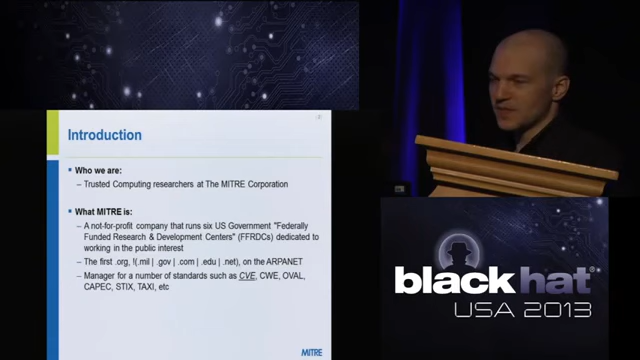 Introduction
Who we are:
– Trusted Computing researchers at The MITRE Corporation
What MITRE is:
– A not-for-profit company that runs six US Government "Federally
Funded Research & Development Centers" (FFRDCs) dedicated to
working in the public interest
– The first .org, !(.mil | .gov | .com | .edu | .net), on the ARPANET
– Manager for a number of standards such as CVE, CWE, OVAL,
CAPEC, STIX, TAXI, etc
MITRE
black hat®
USA 2013